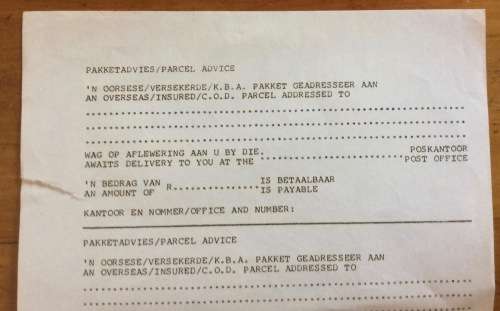 PAKKETADVIES/PARCEL ADVICE
'N OORSESE/VERSEKERDE/K.B.A. PAKKET GEADRESSEER AAN
AN OVERSEAS/INSURED/C.O.D. PARCEL ADDRESSED TO
WAG OP AFLEWERING AAN U BY DIE POSKANTOOR
AWAITS DELIVERY TO YOU AT THE POST OFFICE
'N BEDRAG VAN R IS BETAALBAAR
AN AMOUNT OF IS PAYABLE
KANTOOR EN NOMMER/OFFICE AND NUMBER:
PAKKETADVIES/PARCEL ADVICE
'N OORSESE/VERSEKERDE/K.B.A. PAKKET GEADRESSEER AAN
AN OVERSEAS/INSURED/C.O.D. PARCEL ADDRESSED TO